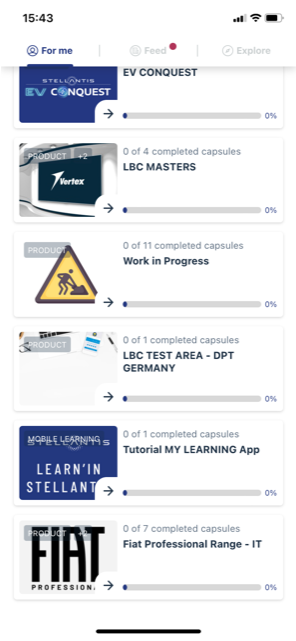 15:43
For me
Feed
Explore
STELLANTIS
EV CONQUEST
EV CONQUEST
0%
PRODUCT +2
Vertex
0 of 4 completed capsules
LBC MASTERS
0%
PRODUCT
0 of 11 completed capsules
Work in Progress
0%
PRODUCT
0 of 1 completed capsules
LBC TEST AREA - DPT
GERMANY
0%
MOBILE LEARNING
STELLANTIS
LEARN'IN
STELLANT
0 of 1 completed capsules
Tutorial MY LEARNING App
0%
PRODUCT +2
FIAT
PROFESSION
0 of 7 completed capsules
Fiat Professional Range - IT
0%